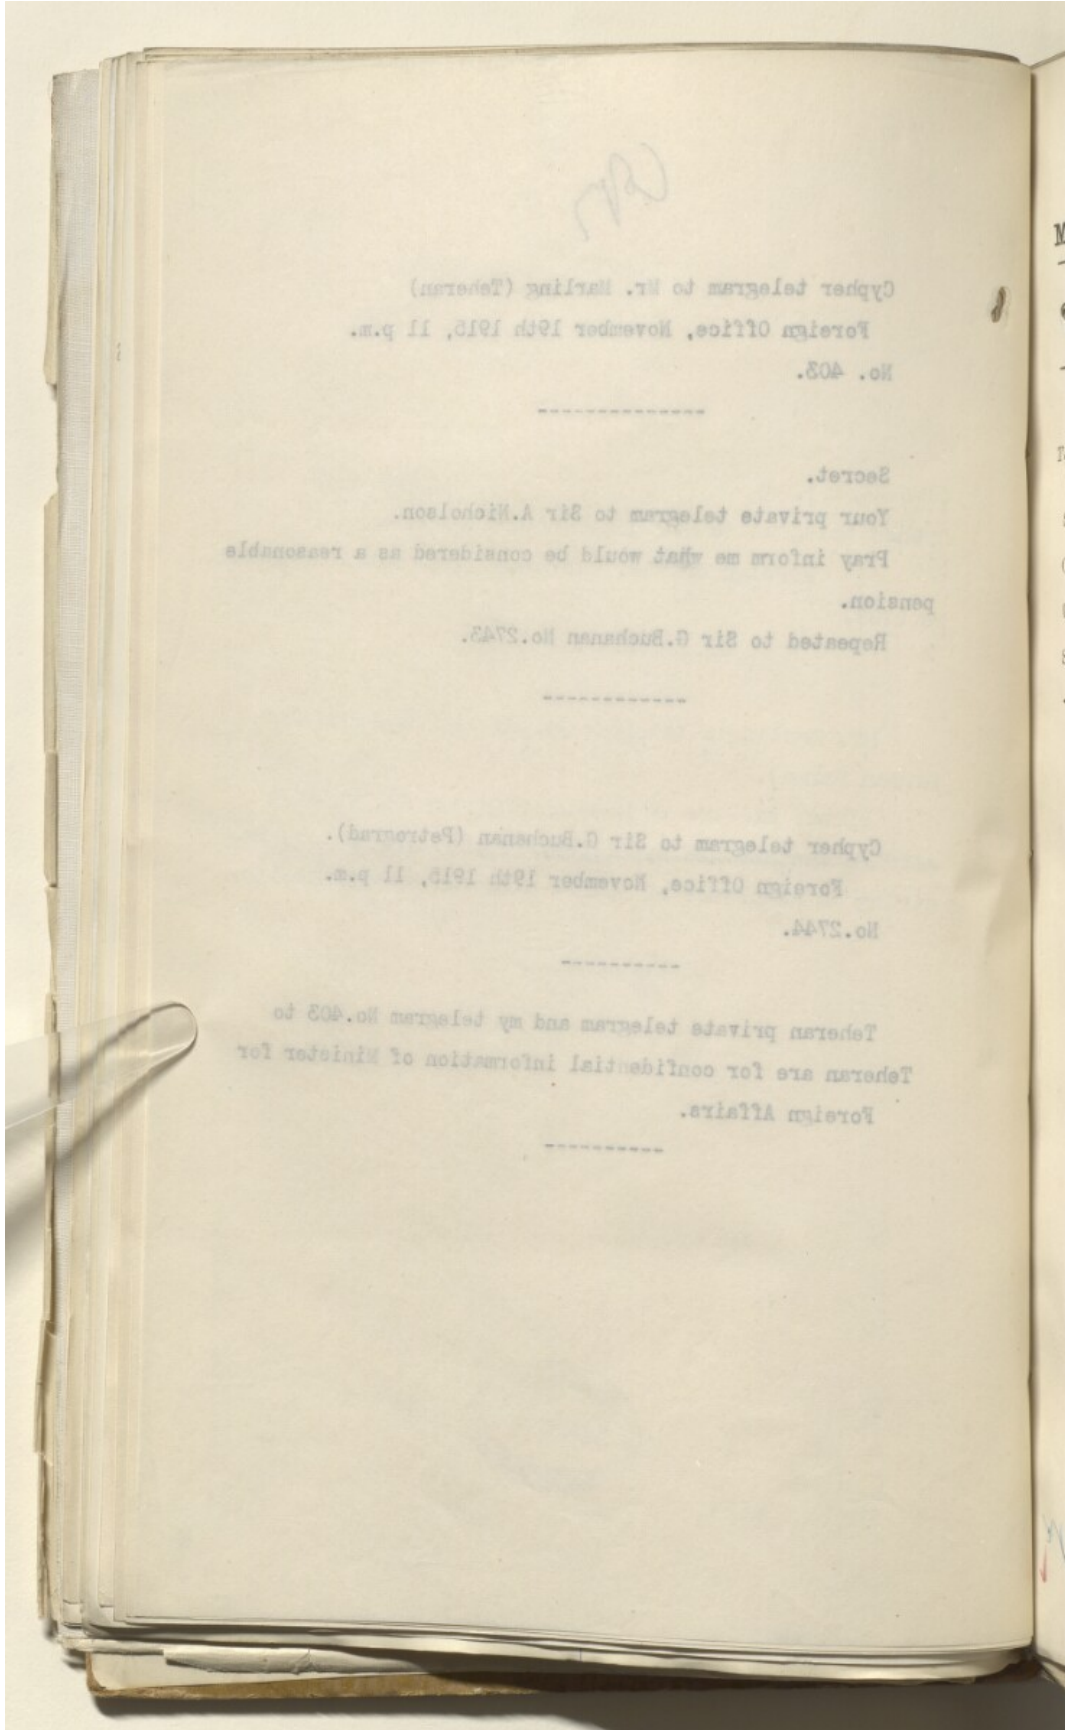 Copy
Cypher telegram to Mr. Marling (Teheran)
Foreign Office, November 19th 1915, 11 p.m.
No. 403.
--------------
Secret.
Your private telegram to Sir A.Nicholson.
Pray inform me what would be considered as a reasonable
pension.
Repeated to Sir G.Buchanan No.2743.
------------
Cypher telegram to Sir G.Buchanan (Petrograd).
Foreign Office, November 19th 1915, 11 p.m.
No.2744.
----------
Teheran private telegram and my telegram No.403 to
Teheran are for confidential information of Minister for
Foreign Affairs.
----------